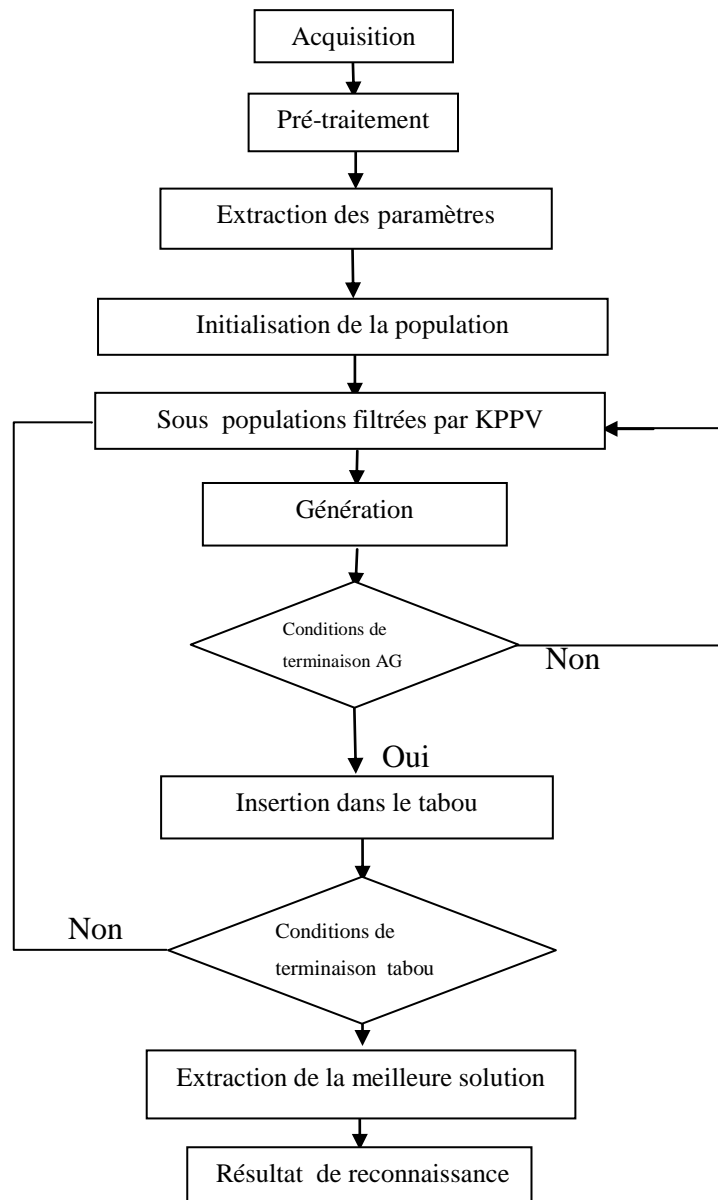 Acquisition
Pré-traitement
Extraction des paramètres
Initialisation de la population
Sous populations filtrées par KPPV
Génération
Conditions de
terminaison AG
Non
Oui
Insertion dans le tabou
Non
Conditions de
terminaison tabou
Extraction de la meilleure solution
Résultat de reconnaissance